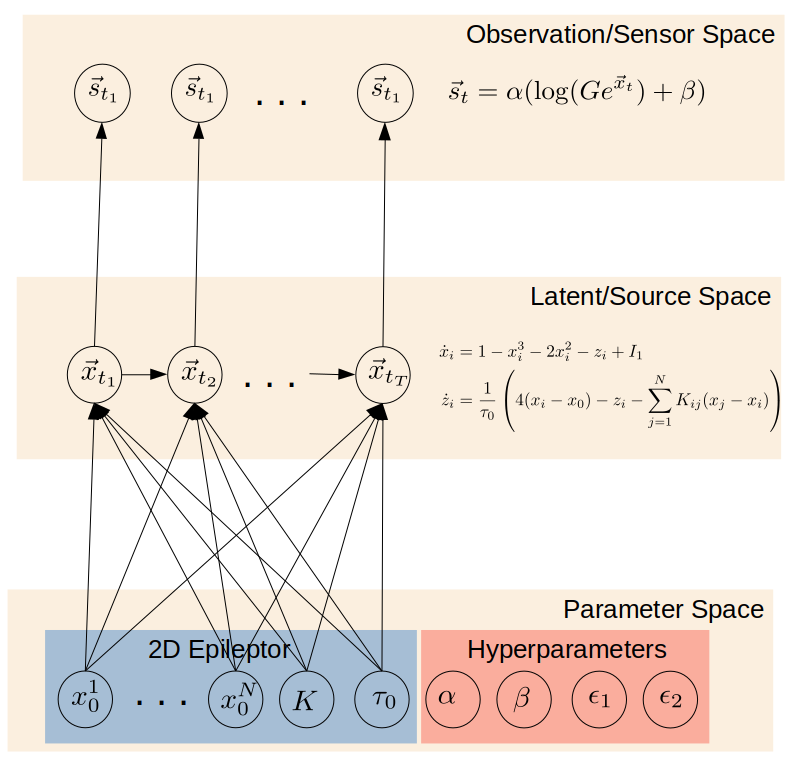 Observation/Sensor Space
$\vec{s}_{t_1}$ $\vec{s}_{t_1}$ . . . $\vec{s}_{t_1}$ $\vec{s}_t = \alpha(\log(Ge^{\vec{x}_t}) + \beta)$
Latent/Source Space
$\dot{x}_i = 1 - x_i^3 - 2x_i^2 - z_i + I_1$
$\vec{x}_{t_1}$ $\vec{x}_{t_2}$ . . . $\vec{x}_{t_T}$
$\dot{z}_i = \frac{1}{\tau_0} \left( 4(x_i - x_0) - z_i - \sum_{j=1}^{N} K_{ij}(x_j - x_i) \right)$
Parameter Space
2D Epileptor Hyperparameters
$x_0^1$ . . . $x_0^N$ $K$ $\tau_0$ $\alpha$ $\beta$ $\epsilon_1$ $\epsilon_2$